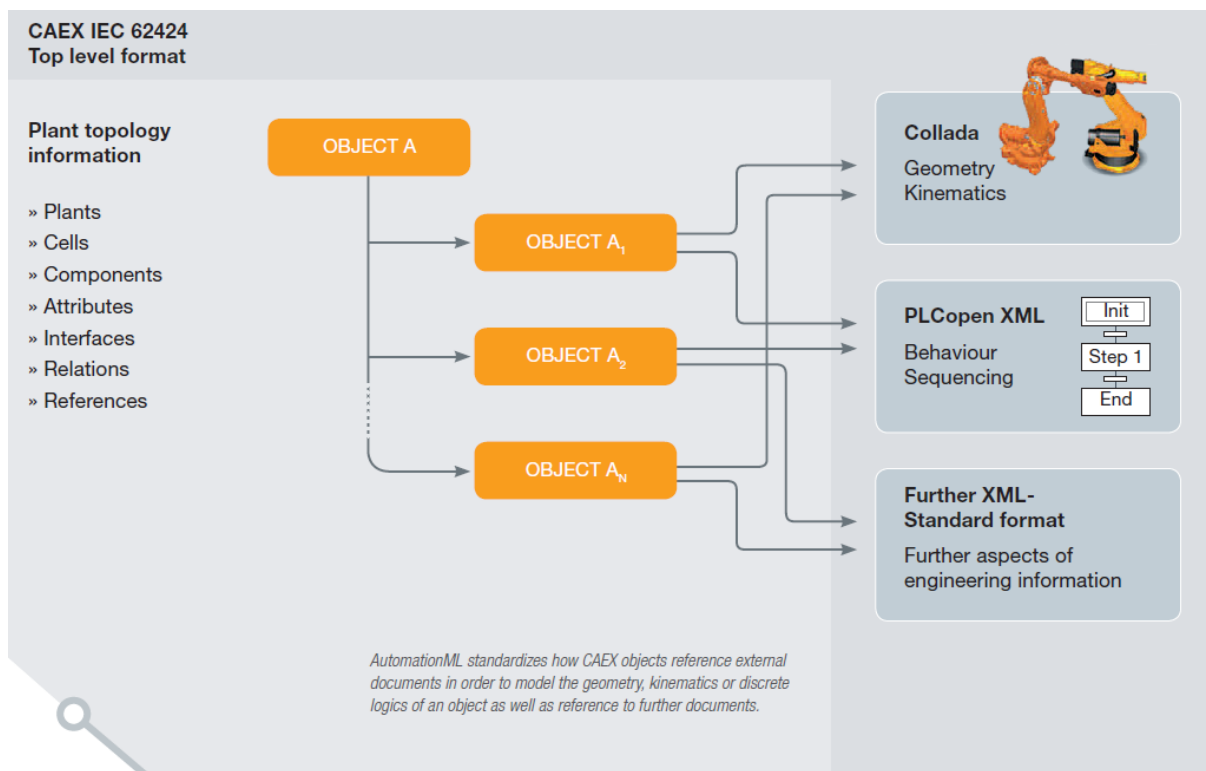 CAEX IEC 62424
Top level format
Plant topology
information
» Plants
» Cells
» Components
» Attributes
» Interfaces
» Relations
» References
OBJECT A
OBJECT A1
OBJECT A2
OBJECT AN
Collada
Geometry
Kinematics
PLCopen XML
Behaviour
Sequencing
Init
Step 1
End
Further XML-
Standard format
Further aspects of
engineering information
AutomationML standardizes how CAEX objects reference external
documents in order to model the geometry, kinematics or discrete
logics of an object as well as reference to further documents.